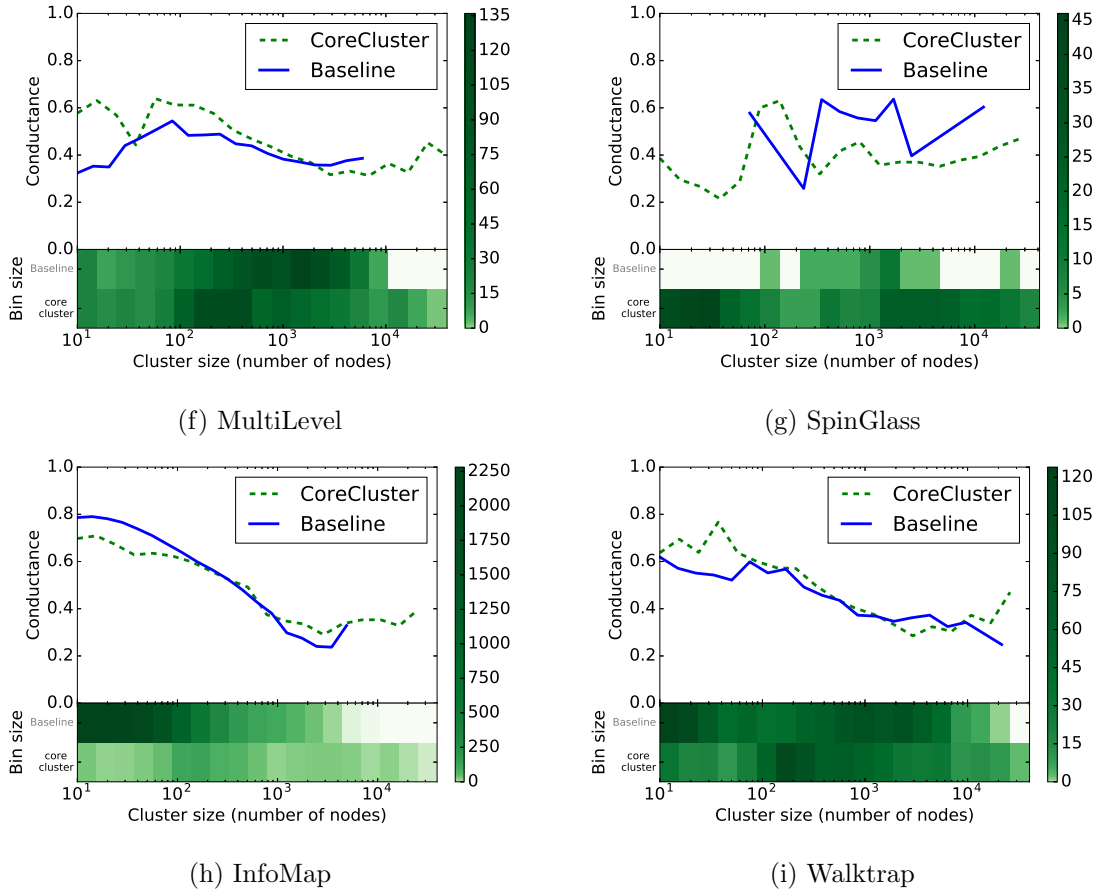 1.0
0.8
0.6
0.4
0.2
0.0
Conductance
CoreCluster
Baseline
135
120
105
90
75
60
45
30
15
0
Bin size
Baseline
core
cluster
10^1 10^2 10^3 10^4
Cluster size (number of nodes)
(f) MultiLevel
1.0
0.8
0.6
0.4
0.2
0.0
Conductance
CoreCluster
Baseline
45
40
35
30
25
20
15
10
5
0
Bin size
Baseline
core
cluster
10^1 10^2 10^3 10^4
Cluster size (number of nodes)
(g) SpinGlass
1.0
0.8
0.6
0.4
0.2
0.0
Conductance
CoreCluster
Baseline
2250
2000
1750
1500
1250
1000
750
500
250
0
Bin size
Baseline
core
cluster
10^1 10^2 10^3 10^4
Cluster size (number of nodes)
(h) InfoMap
1.0
0.8
0.6
0.4
0.2
0.0
Conductance
CoreCluster
Baseline
120
105
90
75
60
45
30
15
0
Bin size
Baseline
core
cluster
10^1 10^2 10^3 10^4
Cluster size (number of nodes)
(i) Walktrap